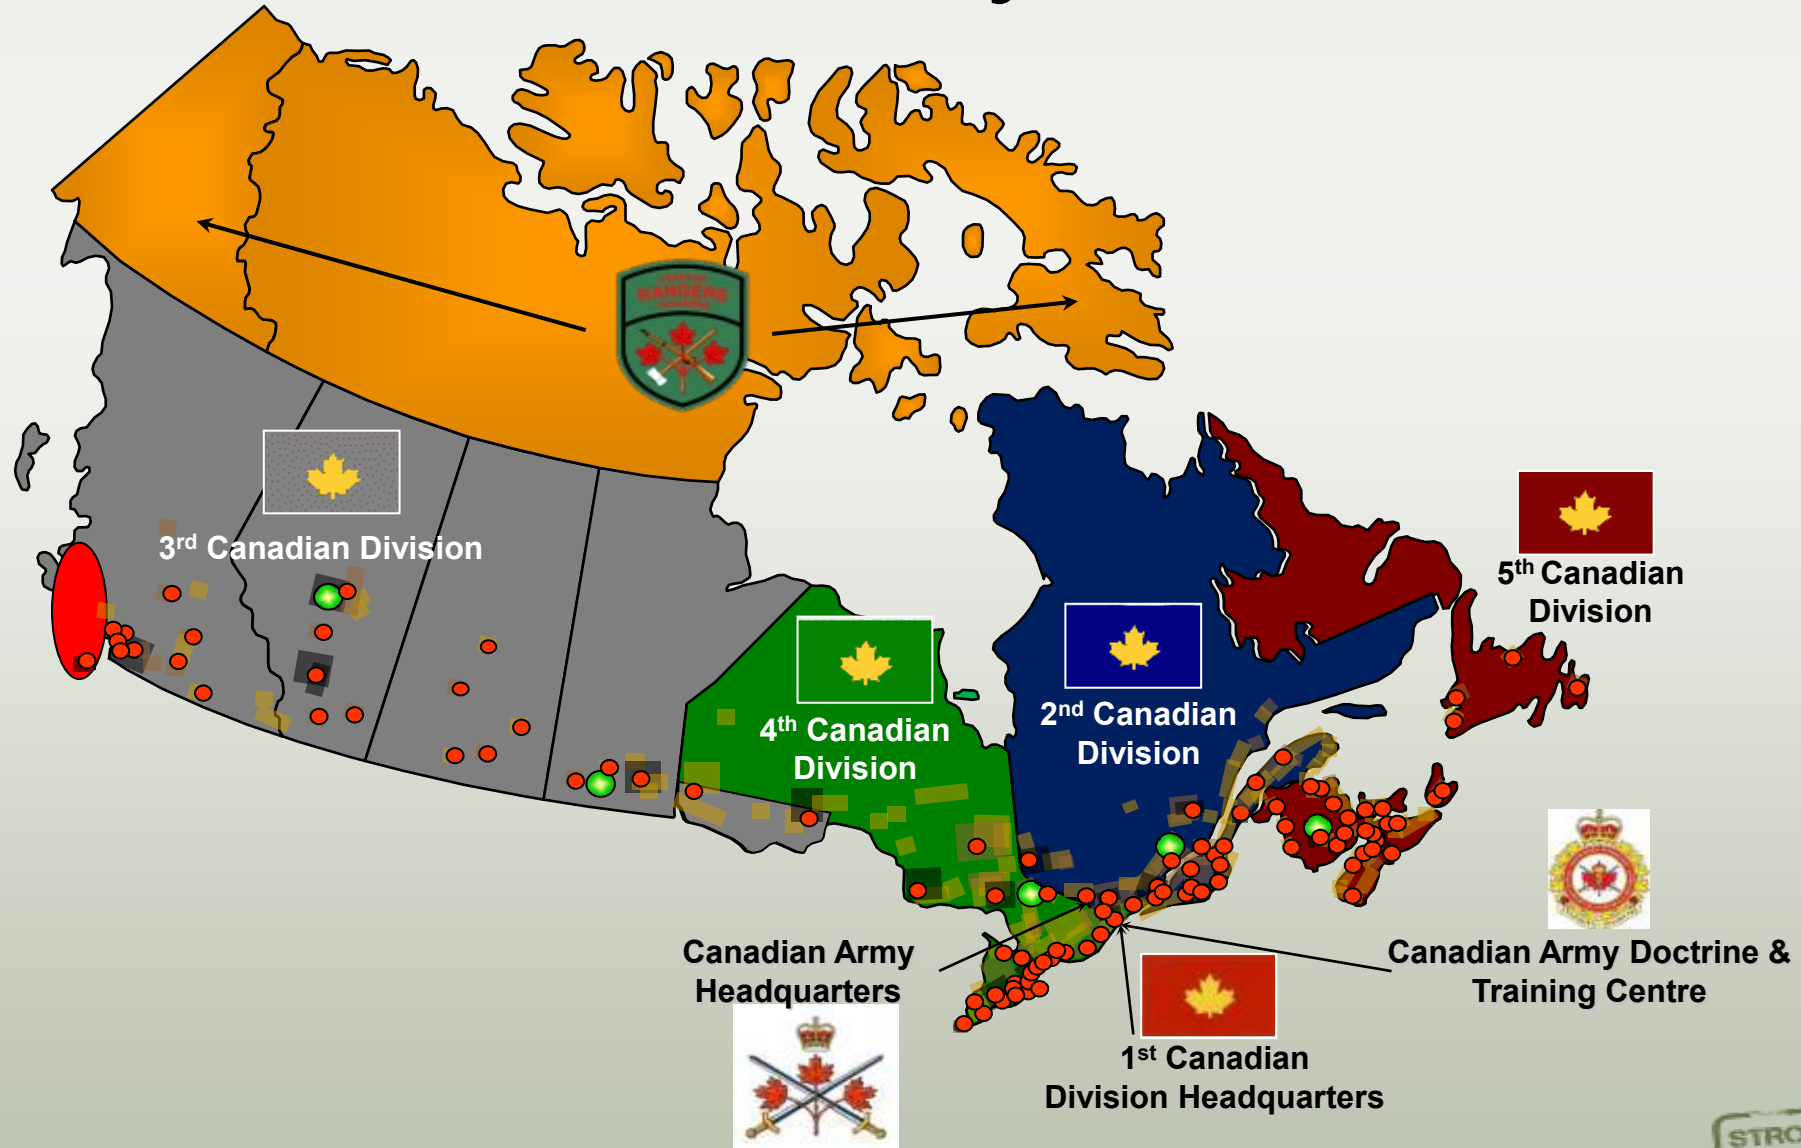 RANGERS
3rd Canadian Division
5th Canadian
Division
4th Canadian
Division
2nd Canadian
Division
Canadian Army
Headquarters
Canadian Army Doctrine &
Training Centre
1st Canadian
Division Headquarters